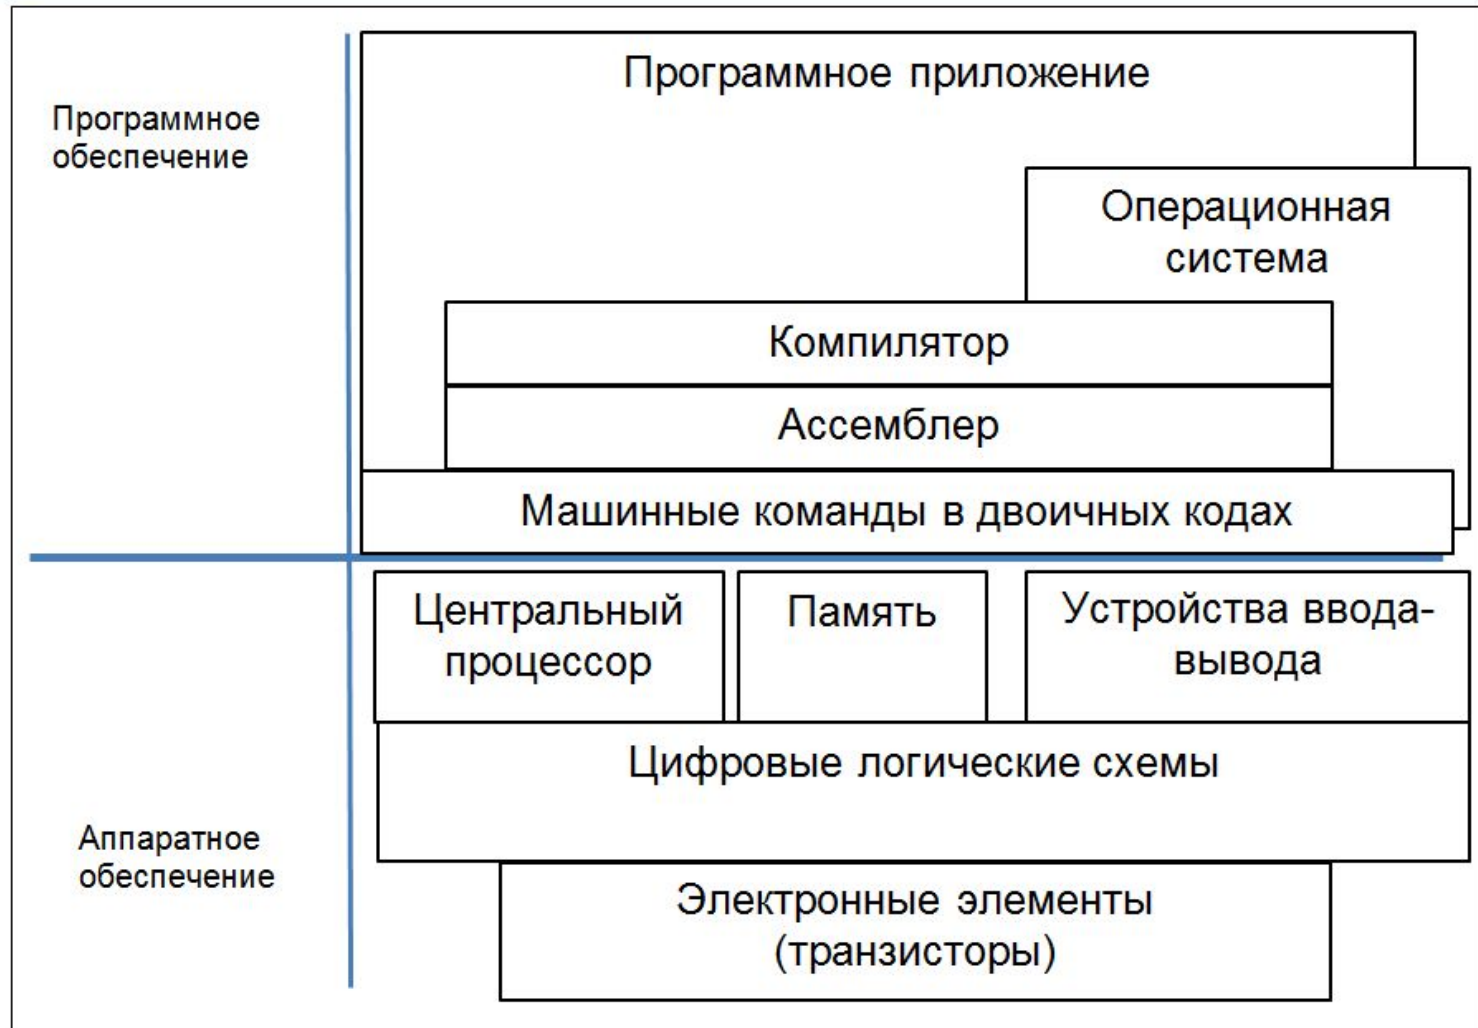 Программное приложение
Программное
обеспечение
Операционная
система
Компилятор
Ассемблер
Машинные команды в двоичных кодах
Центральный
процессор
Память
Устройства ввода-
вывода
Цифровые логические схемы
Аппаратное
обеспечение
Электронные элементы
(транзисторы)